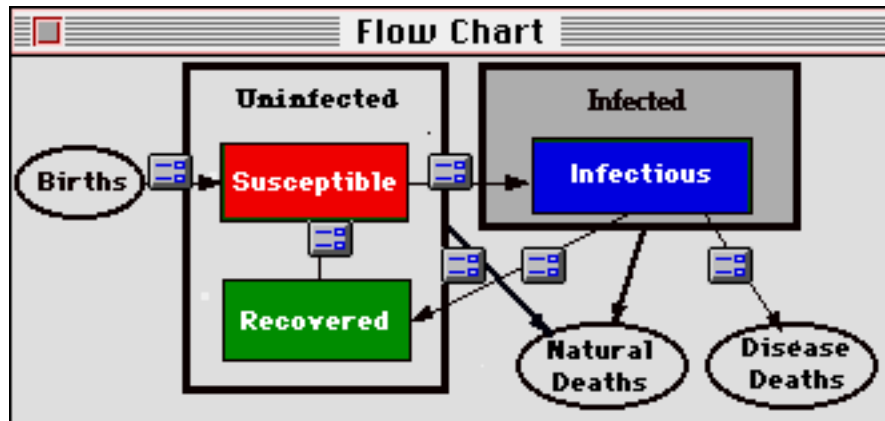 Flow Chart
Uninfected
Infected
Births
Susceptible
Infectious
Recovered
Natural
Deaths
Disease
Deaths